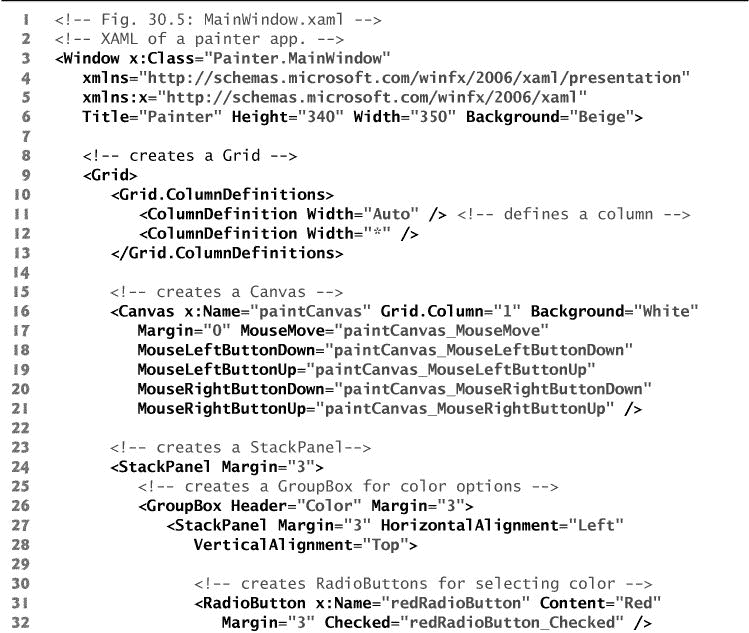 1 <!-- Fig. 30.5: MainWindow.xaml -->
2 <!-- XAML of a painter app. -->
3 <Window x:Class="Painter.MainWindow"
4 xmlns="http://schemas.microsoft.com/winfx/2006/xaml/presentation"
5 xmlns:x="http://schemas.microsoft.com/winfx/2006/xaml"
6 Title="Painter" Height="340" Width="350" Background="Beige">
7
8 <!-- creates a Grid -->
9 <Grid>
10 <Grid.ColumnDefinitions>
11 <ColumnDefinition Width="Auto" /> <!-- defines a column -->
12 <ColumnDefinition Width="*" />
13 </Grid.ColumnDefinitions>
14
15 <!-- creates a Canvas -->
16 <Canvas x:Name="paintCanvas" Grid.Column="1" Background="White"
17 Margin="0" MouseMove="paintCanvas_MouseMove"
18 MouseLeftButtonDown="paintCanvas_MouseLeftButtonDown"
19 MouseLeftButtonUp="paintCanvas_MouseLeftButtonUp"
20 MouseRightButtonDown="paintCanvas_MouseRightButtonDown"
21 MouseRightButtonUp="paintCanvas_MouseRightButtonUp" />
22
23 <!-- creates a StackPanel-->
24 <StackPanel Margin="3">
25 <!-- creates a GroupBox for color options -->
26 <GroupBox Header="Color" Margin="3">
27 <StackPanel Margin="3" HorizontalAlignment="Left"
28 VerticalAlignment="Top">
29
30 <!-- creates RadioButtons for selecting color -->
31 <RadioButton x:Name="redRadioButton" Content="Red"
32 Margin="3" Checked="redRadioButton_Checked" />